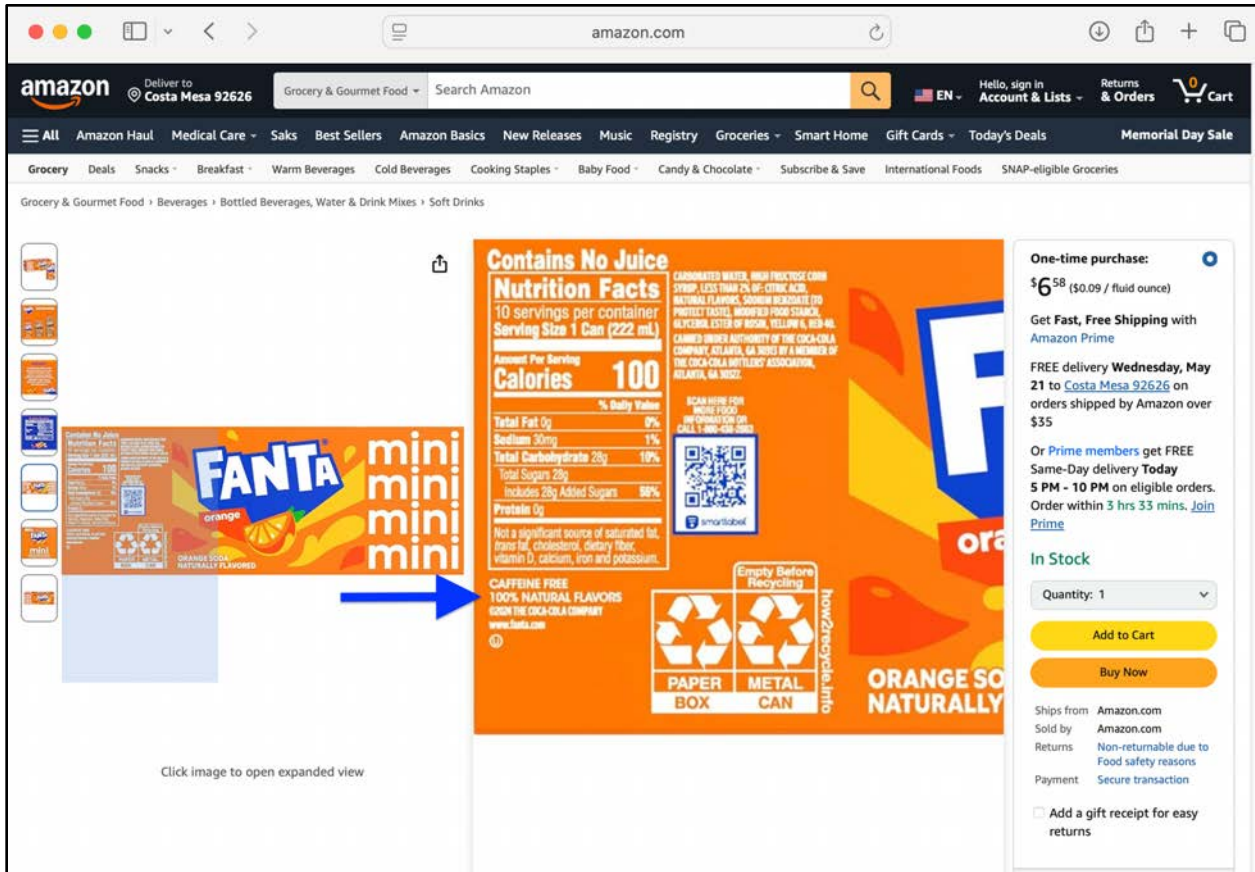 amazon.com
amazon
Deliver to
Costa Mesa 92626
Grocery & Gourmet Food
Search Amazon
EN
Hello, sign in
Account & Lists
Returns
& Orders
0
Cart
All Amazon Haul Medical Care Saks Best Sellers Amazon Basics New Releases Music Registry Groceries Smart Home Gift Cards Today's Deals Memorial Day Sale
Grocery Deals Snacks Breakfast Warm Beverages Cold Beverages Cooking Staples Baby Food Candy & Chocolate Subscribe & Save International Foods SNAP-eligible Groceries
Grocery & Gourmet Food › Beverages › Bottled Beverages, Water & Drink Mixes › Soft Drinks
FANTA
orange
ORANGE SODA
NATURALLY FLAVORED
mini
mini
mini
mini
Click image to open expanded view
Contains No Juice
Nutrition Facts
10 servings per container
Serving Size 1 Can (222 mL)
Amount Per Serving
Calories 100
% Daily Value
Total Fat 0g 0%
Sodium 30mg 1%
Total Carbohydrate 28g 10%
Total Sugars 28g
Includes 28g Added Sugars 56%
Protein 0g
Not a significant source of saturated fat,
trans fat, cholesterol, dietary fiber,
vitamin D, calcium, iron and potassium.
CAFFEINE FREE
100% NATURAL FLAVORS
©2024 THE COCA-COLA COMPANY
www.fanta.com
CARBONATED WATER, HIGH FRUCTOSE CORN
SYRUP, LESS THAN 2% OF: CITRIC ACID,
NATURAL FLAVORS, SODIUM BENZOATE (TO
PROTECT TASTE), MODIFIED FOOD STARCH,
GLYCEROL ESTER OF ROSIN, YELLOW 6, RED 40.
CANNED UNDER AUTHORITY OF THE COCA-COLA
COMPANY, ATLANTA, GA 30313 BY A MEMBER OF
THE COCA-COLA BOTTLERS' ASSOCIATION,
ATLANTA, GA 30327.
SCAN HERE FOR
MORE FOOD
INFORMATION OR
CALL 1-800-438-2653
smartlabel
Empty Before
Recycling
PAPER
BOX
METAL
CAN
how2recycle.info
F
ora
ORANGE SO
NATURALLY
One-time purchase:
$6 58 ($0.09 / fluid ounce)
Get Fast, Free Shipping with
Amazon Prime
FREE delivery Wednesday, May
21 to Costa Mesa 92626 on
orders shipped by Amazon over
$35
Or Prime members get FREE
Same-Day delivery Today
5 PM - 10 PM on eligible orders.
Order within 3 hrs 33 mins. Join
Prime
In Stock
Quantity: 1
Add to Cart
Buy Now
Ships from Amazon.com
Sold by Amazon.com
Returns Non-returnable due to
Food safety reasons
Payment Secure transaction
Add a gift receipt for easy
returns